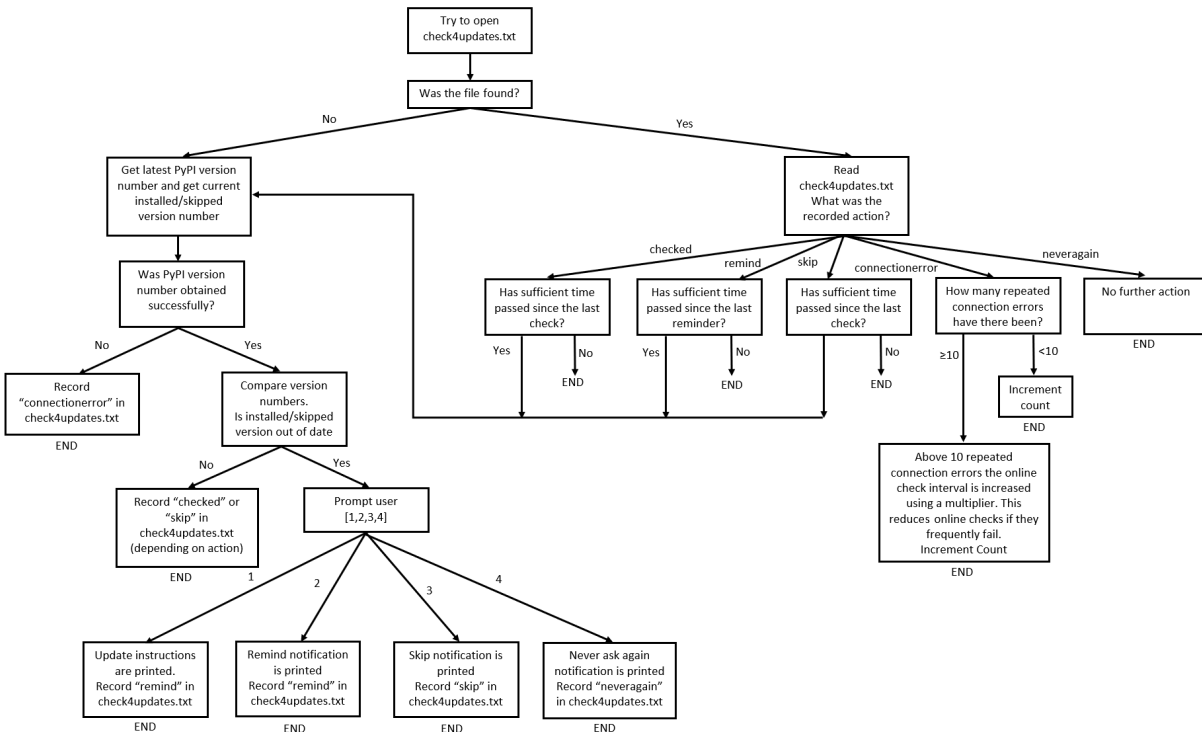 Try to open
check4updates.txt
Was the file found?
No
Yes
Get latest PyPI version
number and get current
installed/skipped
version number
Read
check4updates.txt
What was the
recorded action?
checked
remind
skip
connectionerror
neveragain
Was PyPI version
number obtained
successfully?
Has sufficient time
passed since the last
check?
Has sufficient time
passed since the last
reminder?
Has sufficient time
passed since the last
check?
How many repeated
connection errors
have there been?
No further action
END
No
Yes
Yes
No
END
Yes
No
END
No
END
≥10
<10
Record
“connectionerror” in
check4updates.txt
END
Compare version
numbers.
Is installed/skipped
version out of date
Increment
count
END
No
Yes
Above 10 repeated
connection errors the online
check interval is increased
using a multiplier. This
reduces online checks if they
frequently fail.
Increment Count
END
Record “checked” or
“skip” in
check4updates.txt
(depending on action)
END
Prompt user
[1,2,3,4]
1
2
3
4
Update instructions
are printed.
Record “remind” in
check4updates.txt
END
Remind notification
is printed
Record “remind” in
check4updates.txt
END
Skip notification is
printed
Record “skip” in
check4updates.txt
END
Never ask again
notification is printed
Record “neveragain”
in check4updates.txt
END